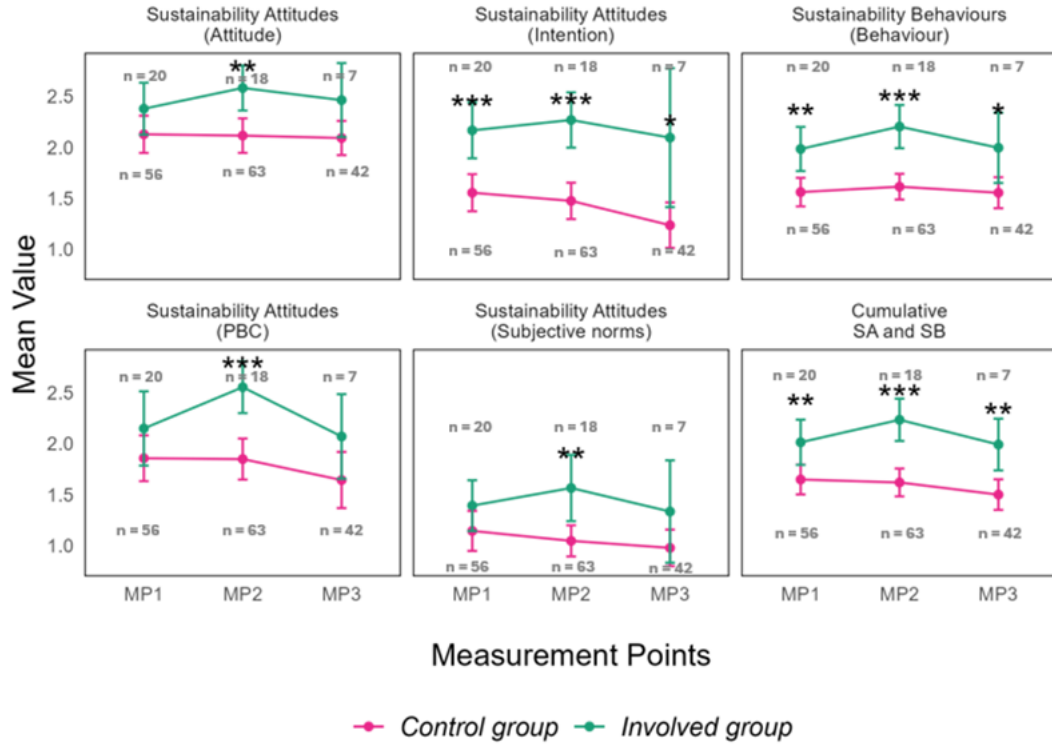 Sustainability Attitudes
(Attitude)
Sustainability Attitudes
(Intention)
Sustainability Behaviours
(Behaviour)
n = 20
**
n = 18
n = 7
2.5
2.0
1.5
1.0
n = 56
n = 63
n = 42
n = 20
n = 18
n = 7
***
***
*
n = 56
n = 63
n = 42
n = 20
n = 18
n = 7
**
***
*
n = 56
n = 63
n = 42
Mean Value
Sustainability Attitudes
(PBC)
Sustainability Attitudes
(Subjective norms)
Cumulative
SA and SB
***
n = 20
n = 18
n = 7
2.5
2.0
1.5
1.0
n = 56
n = 63
n = 42
n = 20
n = 18
n = 7
**
n = 56
n = 63
n = 42
n = 20
n = 18
n = 7
**
***
**
n = 56
n = 63
n = 42
MP1 MP2 MP3
MP1 MP2 MP3
MP1 MP2 MP3
Measurement Points
Control group
Involved group